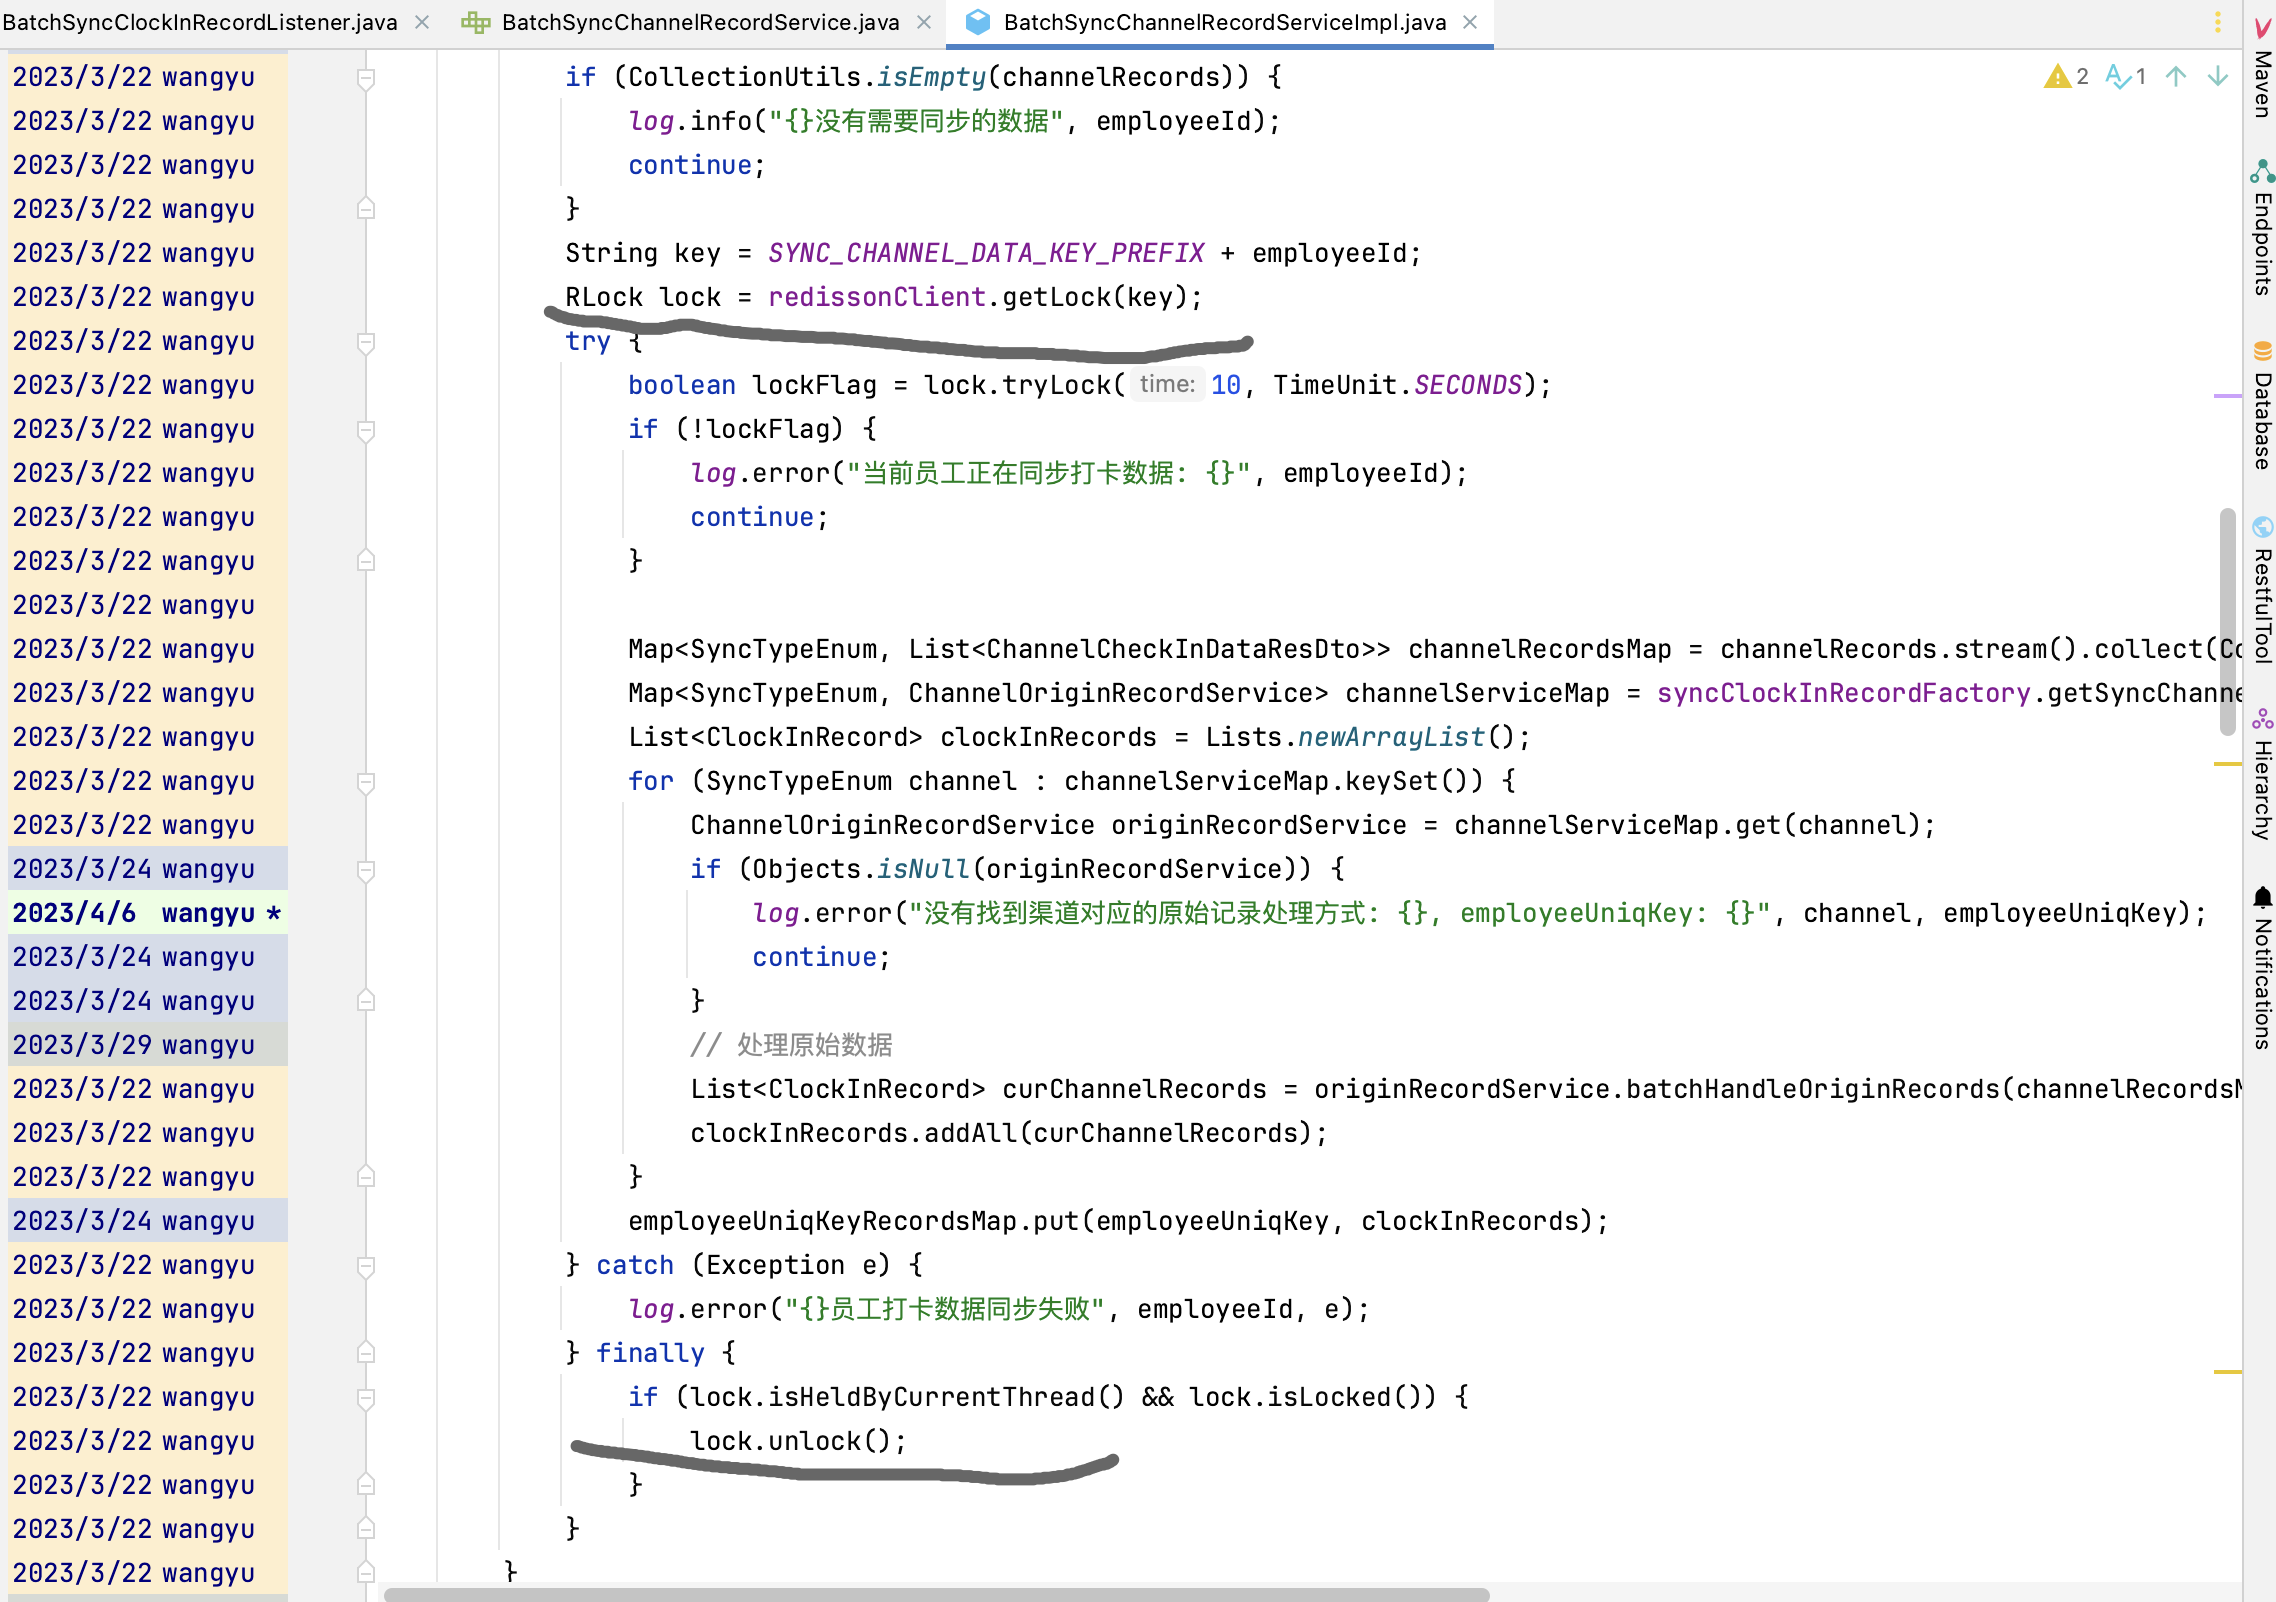 BatchSyncClockInRecordListener.java BatchSyncChannelRecordService.java BatchSyncChannelRecordServiceImpl.java
2023/3/22 wangyu if (CollectionUtils.isEmpty(channelRecords)) { 2 1
2023/3/22 wangyu log.info("{}没有需要同步的数据", employeeId);
2023/3/22 wangyu continue;
2023/3/22 wangyu }
2023/3/22 wangyu String key = SYNC_CHANNEL_DATA_KEY_PREFIX + employeeId;
2023/3/22 wangyu RLock lock = redissonClient.getLock(key);
2023/3/22 wangyu try {
2023/3/22 wangyu boolean lockFlag = lock.tryLock( time: 10, TimeUnit.SECONDS);
2023/3/22 wangyu if (!lockFlag) {
2023/3/22 wangyu log.error("当前员工正在同步打卡数据: {}", employeeId);
2023/3/22 wangyu continue;
2023/3/22 wangyu }
2023/3/22 wangyu
2023/3/22 wangyu Map<SyncTypeEnum, List<ChannelCheckInDataResDto>> channelRecordsMap = channelRecords.stream().collect(Co
2023/3/22 wangyu Map<SyncTypeEnum, ChannelOriginRecordService> channelServiceMap = syncClockInRecordFactory.getSyncChanne
2023/3/22 wangyu List<ClockInRecord> clockInRecords = Lists.newArrayList();
2023/3/22 wangyu for (SyncTypeEnum channel : channelServiceMap.keySet()) {
2023/3/22 wangyu ChannelOriginRecordService originRecordService = channelServiceMap.get(channel);
2023/3/24 wangyu if (Objects.isNull(originRecordService)) {
2023/4/6 wangyu * log.error("没有找到渠道对应的原始记录处理方式: {}, employeeUniqKey: {}", channel, employeeUniqKey);
2023/3/24 wangyu continue;
2023/3/24 wangyu }
2023/3/29 wangyu // 处理原始数据
2023/3/22 wangyu List<ClockInRecord> curChannelRecords = originRecordService.batchHandleOriginRecords(channelRecordsM
2023/3/22 wangyu clockInRecords.addAll(curChannelRecords);
2023/3/22 wangyu }
2023/3/24 wangyu employeeUniqKeyRecordsMap.put(employeeUniqKey, clockInRecords);
2023/3/22 wangyu } catch (Exception e) {
2023/3/22 wangyu log.error("{}员工打卡数据同步失败", employeeId, e);
2023/3/22 wangyu } finally {
2023/3/22 wangyu if (lock.isHeldByCurrentThread() && lock.isLocked()) {
2023/3/22 wangyu lock.unlock();
2023/3/22 wangyu }
2023/3/22 wangyu }
2023/3/22 wangyu }
Maven
Endpoints
Database
RestfulTool
Hierarchy
Notifications